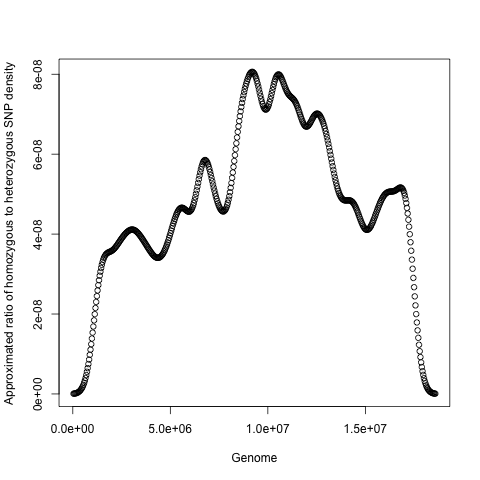 Approximated ratio of homozygous to heterozygous SNP density
8e-08
6e-08
4e-08
2e-08
0e+00
0.0e+00
5.0e+06
1.0e+07
1.5e+07
Genome